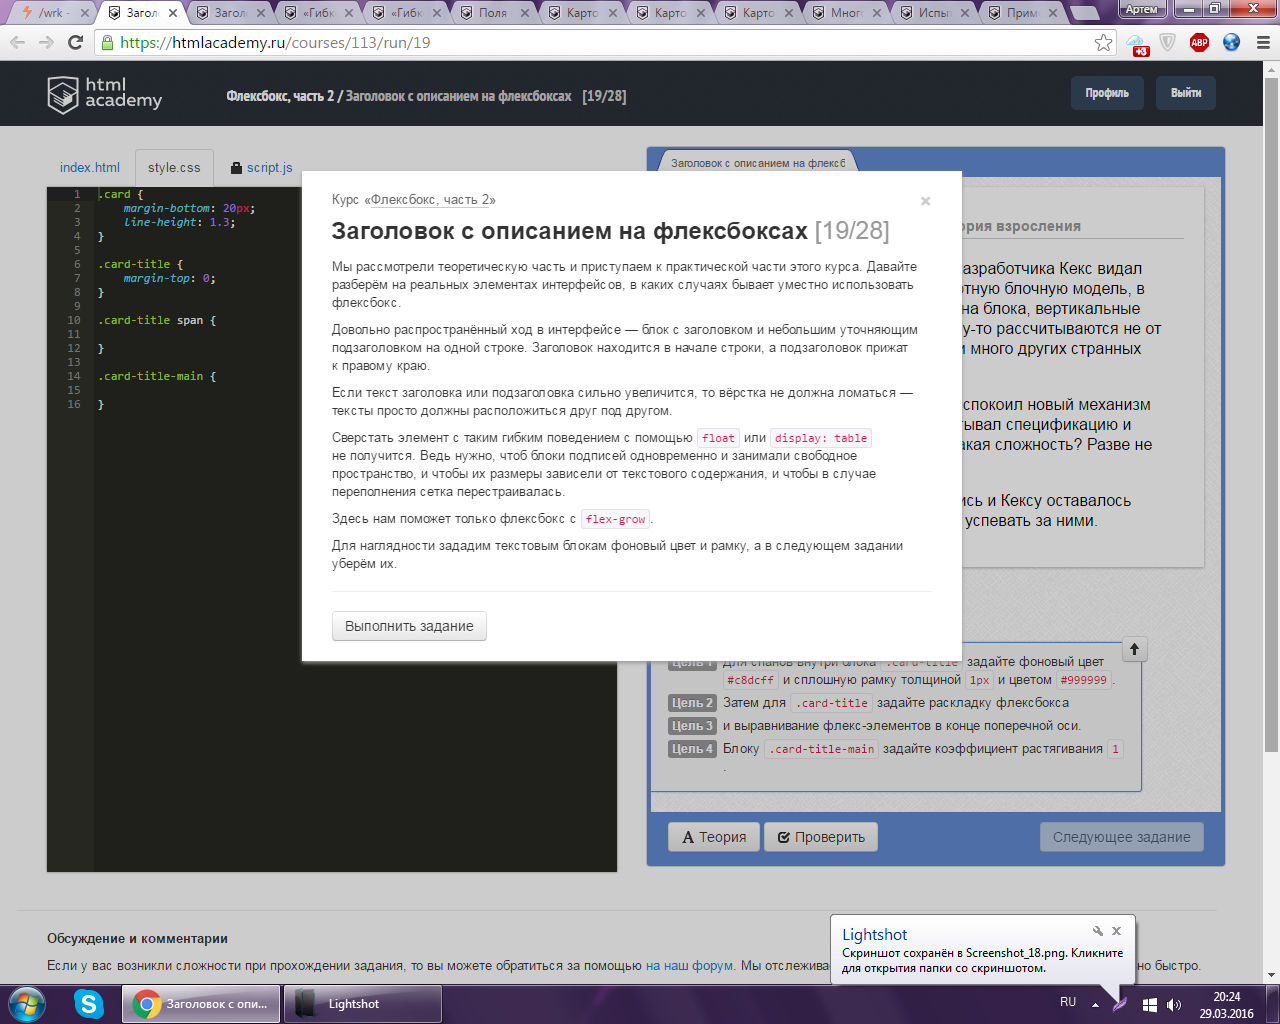 /wrk -
Загол
Загол
«Гибк
«Гибк
Поля
Карто
Карто
Карто
Много
Испыт
Приме
Артем
https://htmlacademy.ru/courses/113/run/19
+3
ABP
html
academy
Флексбокс, часть 2 / Заголовок с описанием на флексбоксах [19/28]
Профиль
Выйти
index.html
style.css
script.js
Заголовок с описанием на флексб
1 .card {
2 margin-bottom: 20px;
3 line-height: 1.3;
4 }
5
6 .card-title {
7 margin-top: 0;
8 }
9
10 .card-title span {
11
12 }
13
14 .card-title-main {
15
16 }
Курс «Флексбокс, часть 2»
×
Заголовок с описанием на флексбоксах [19/28]
Мы рассмотрели теоретическую часть и приступаем к практической части этого курса. Давайте
разберём на реальных элементах интерфейсов, в каких случаях бывает уместно использовать
флексбокс.
Довольно распространённый ход в интерфейсе — блок с заголовком и небольшим уточняющим
подзаголовком на одной строке. Заголовок находится в начале строки, а подзаголовок прижат
к правому краю.
Если текст заголовка или подзаголовка сильно увеличится, то вёрстка не должна ломаться —
тексты просто должны расположиться друг под другом.
Сверстать элемент с таким гибким поведением с помощью float или display: table
не получится. Ведь нужно, чтоб блоки подписей одновременно и занимали свободное
пространство, и чтобы их размеры зависели от текстового содержания, и чтобы в случае
переполнения сетка перестраивалась.
Здесь нам поможет только флексбокс с flex-grow.
Для наглядности зададим текстовым блокам фоновый цвет и рамку, а в следующем задании
уберём их.
Выполнить задание
ория взросления
азработчика Кекс видал
тную блочную модель, в
на блока, вертикальные
у-то рассчитываются не от
и много других странных
спокоил новый механизм
тывал спецификацию и
акая сложность? Разве не
ись и Кексу оставалось
успевать за ними.
Цель 1 Для спанов внутри блока .card-title задайте фоновый цвет
#c8dcff и сплошную рамку толщиной 1px и цветом #999999.
Цель 2 Затем для .card-title задайте раскладку флексбокса
Цель 3 и выравнивание флекс-элементов в конце поперечной оси.
Цель 4 Блоку .card-title-main задайте коэффициент растягивания 1
.
Теория
Проверить
Следующее задание
Обсуждение и комментарии
Если у вас возникли сложности при прохождении задания, то вы можете обратиться за помощью на наш форум. Мы отслежива
но быстро.
Lightshot
Скриншот сохранён в Screenshot_18.png. Кликните
для открытия папки со скриншотом.
Заголовок с опи...
Lightshot
RU
20:24
29.03.2016